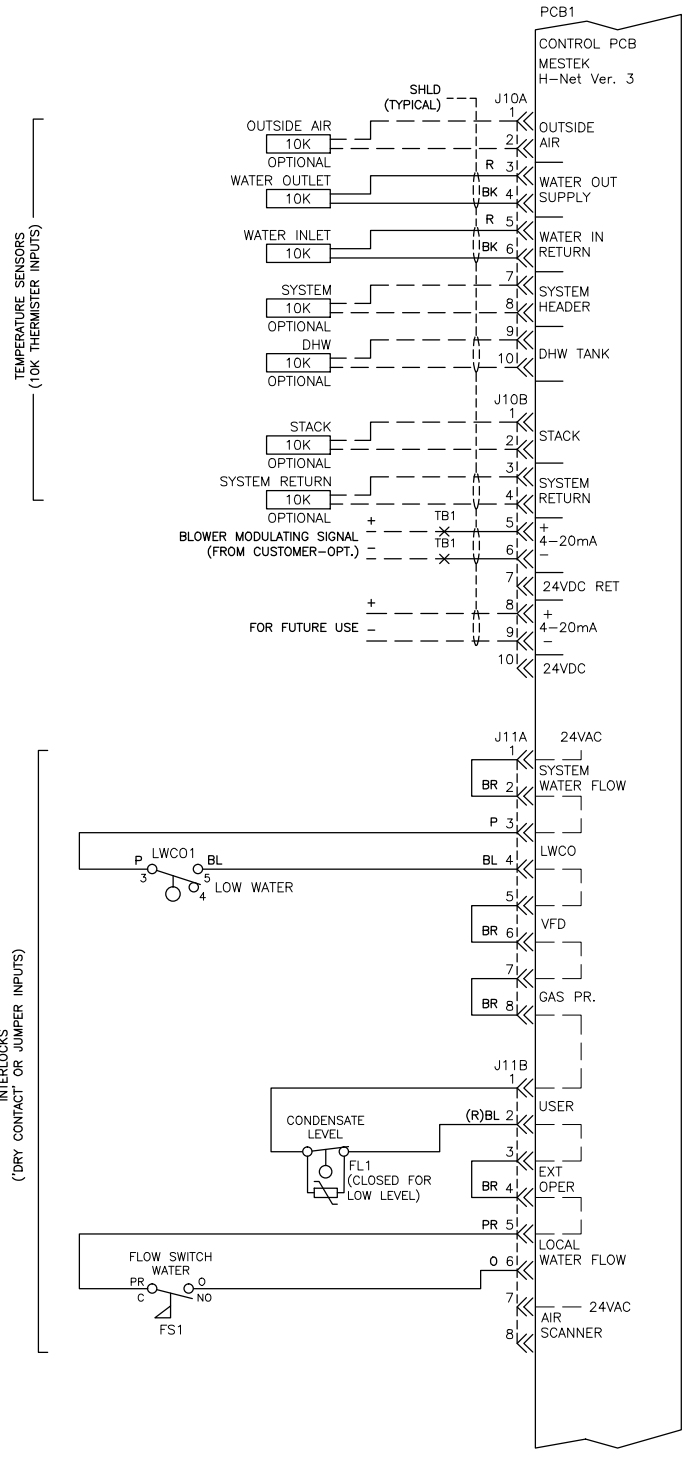 PCB1
CONTROL PCB
MESTEK
H-Net Ver. 3
SHLD
(TYPICAL)
J10A
TEMPERATURE SENSORS
(10K THERMISTER INPUTS)
OUTSIDE AIR
10K
OPTIONAL
1
2
OUTSIDE
AIR
WATER OUTLET
10K
R 3
BK 4
WATER OUT
SUPPLY
WATER INLET
10K
R 5
BK 6
WATER IN
RETURN
SYSTEM
10K
OPTIONAL
7
8
SYSTEM
HEADER
DHW
10K
OPTIONAL
9
10
DHW TANK
J10B
STACK
10K
OPTIONAL
1
2
STACK
SYSTEM RETURN
10K
OPTIONAL
3
4
SYSTEM
RETURN
BLOWER MODULATING SIGNAL
(FROM CUSTOMER-OPT.)
+
−
TB1
TB1
5
6
+
4-20mA
−
7
24VDC RET
FOR FUTURE USE
+
−
8
9
+
4-20mA
−
10
24VDC
INTERLOCKS
('DRY CONTACT' OR JUMPER INPUTS)
J11A
24VAC
1
BR 2
SYSTEM
WATER FLOW
P 3
BL 4
LWCO
LWCO1
P
3
BL
5
4
LOW WATER
5
BR 6
VFD
7
BR 8
GAS PR.
J11B
1
(R)BL 2
USER
CONDENSATE
LEVEL
FL1
(CLOSED FOR
LOW LEVEL)
3
BR 4
EXT
OPER
PR 5
O 6
LOCAL
WATER FLOW
FLOW SWITCH
WATER
PR
C
O
NO
FS1
7
24VAC
8
AIR
SCANNER